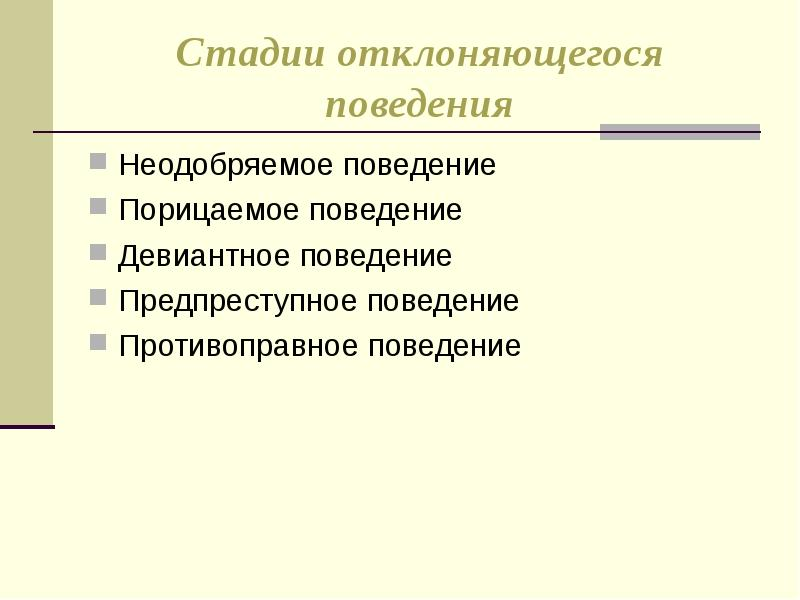 Стадии отклоняющегося
поведения
Неодобряемое поведение
Порицаемое поведение
Девиантное поведение
Предпреступное поведение
Противоправное поведение